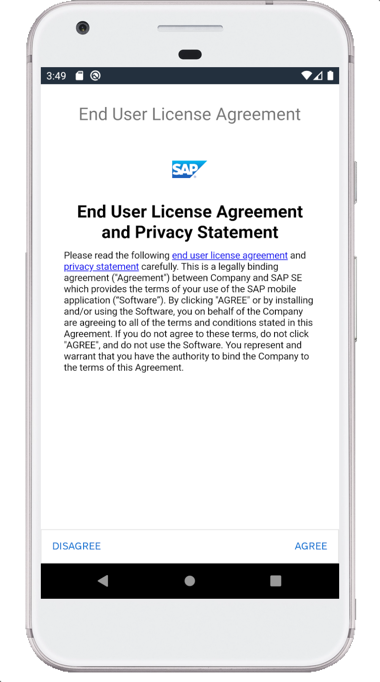 3:49
End User License Agreement
SAP
End User License Agreement
and Privacy Statement
Please read the following end user license agreement and
privacy statement carefully. This is a legally binding
agreement ("Agreement") between Company and SAP SE
which provides the terms of your use of the SAP mobile
application ("Software"). By clicking "AGREE" or by installing
and/or using the Software, you on behalf of the Company
are agreeing to all of the terms and conditions stated in this
Agreement. If you do not agree to these terms, do not click
"AGREE", and do not use the Software. You represent and
warrant that you have the authority to bind the Company to
the terms of this Agreement.
DISAGREE AGREE